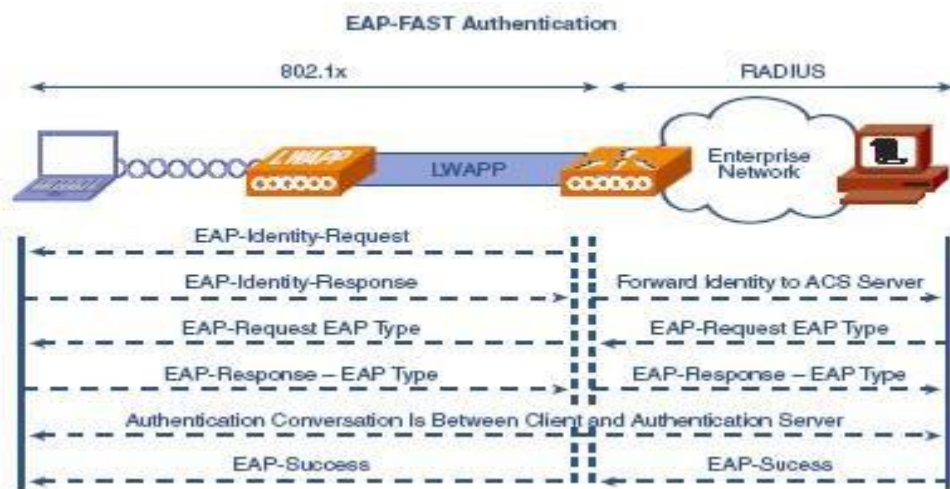 EAP-FAST Authentication
802.1x RADIUS
LWAPP
LWAPP
Enterprise
Network
EAP-Identity-Request
EAP-Identity-Response Forward Identity to ACS Server
EAP-Request EAP Type EAP-Request EAP Type
EAP-Response – EAP Type EAP-Response – EAP Type
Authentication Conversation Is Between Client and Authentication Server
EAP-Success EAP-Sucess